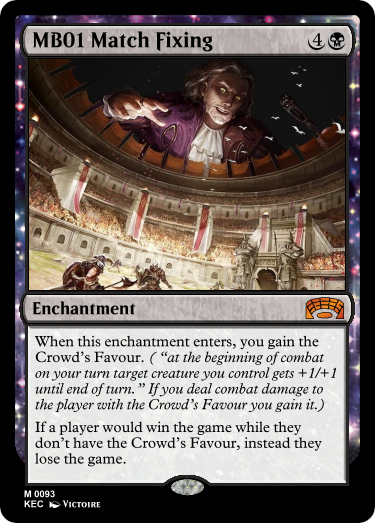 MB01 Match Fixing 4
Enchantment
When this enchantment enters, you gain the
Crowd's Favour. ( "at the beginning of combat
on your turn target creature you control gets +1/+1
until end of turn." If you deal combat damage to
the player with the Crowd's Favour you gain it.)
If a player would win the game while they
don't have the Crowd's Favour, instead they
lose the game.
M 0093
KEC Victoire